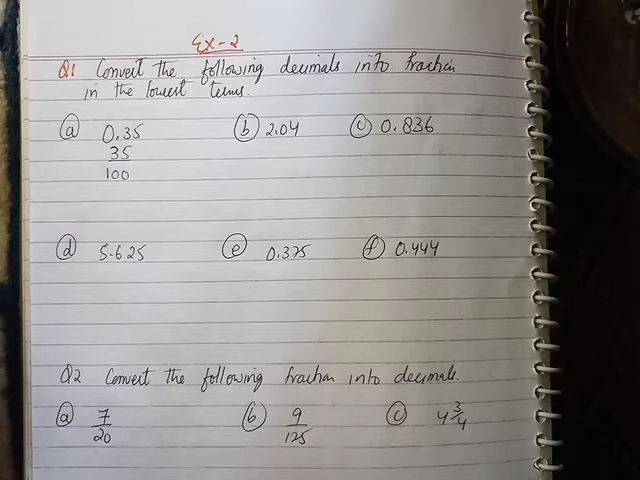 Ex-2
Q1 Convert the following decimals into fraction
in the lowest terms.
(a) 0.35 (b) 2.04 (c) 0.836
35
100
(d) 5.625 (e) 0.375 (f) 0.444
Q2 Convert the following fraction into decimals.
(a) 7/20 (b) 9/125 (c) 4 3/4